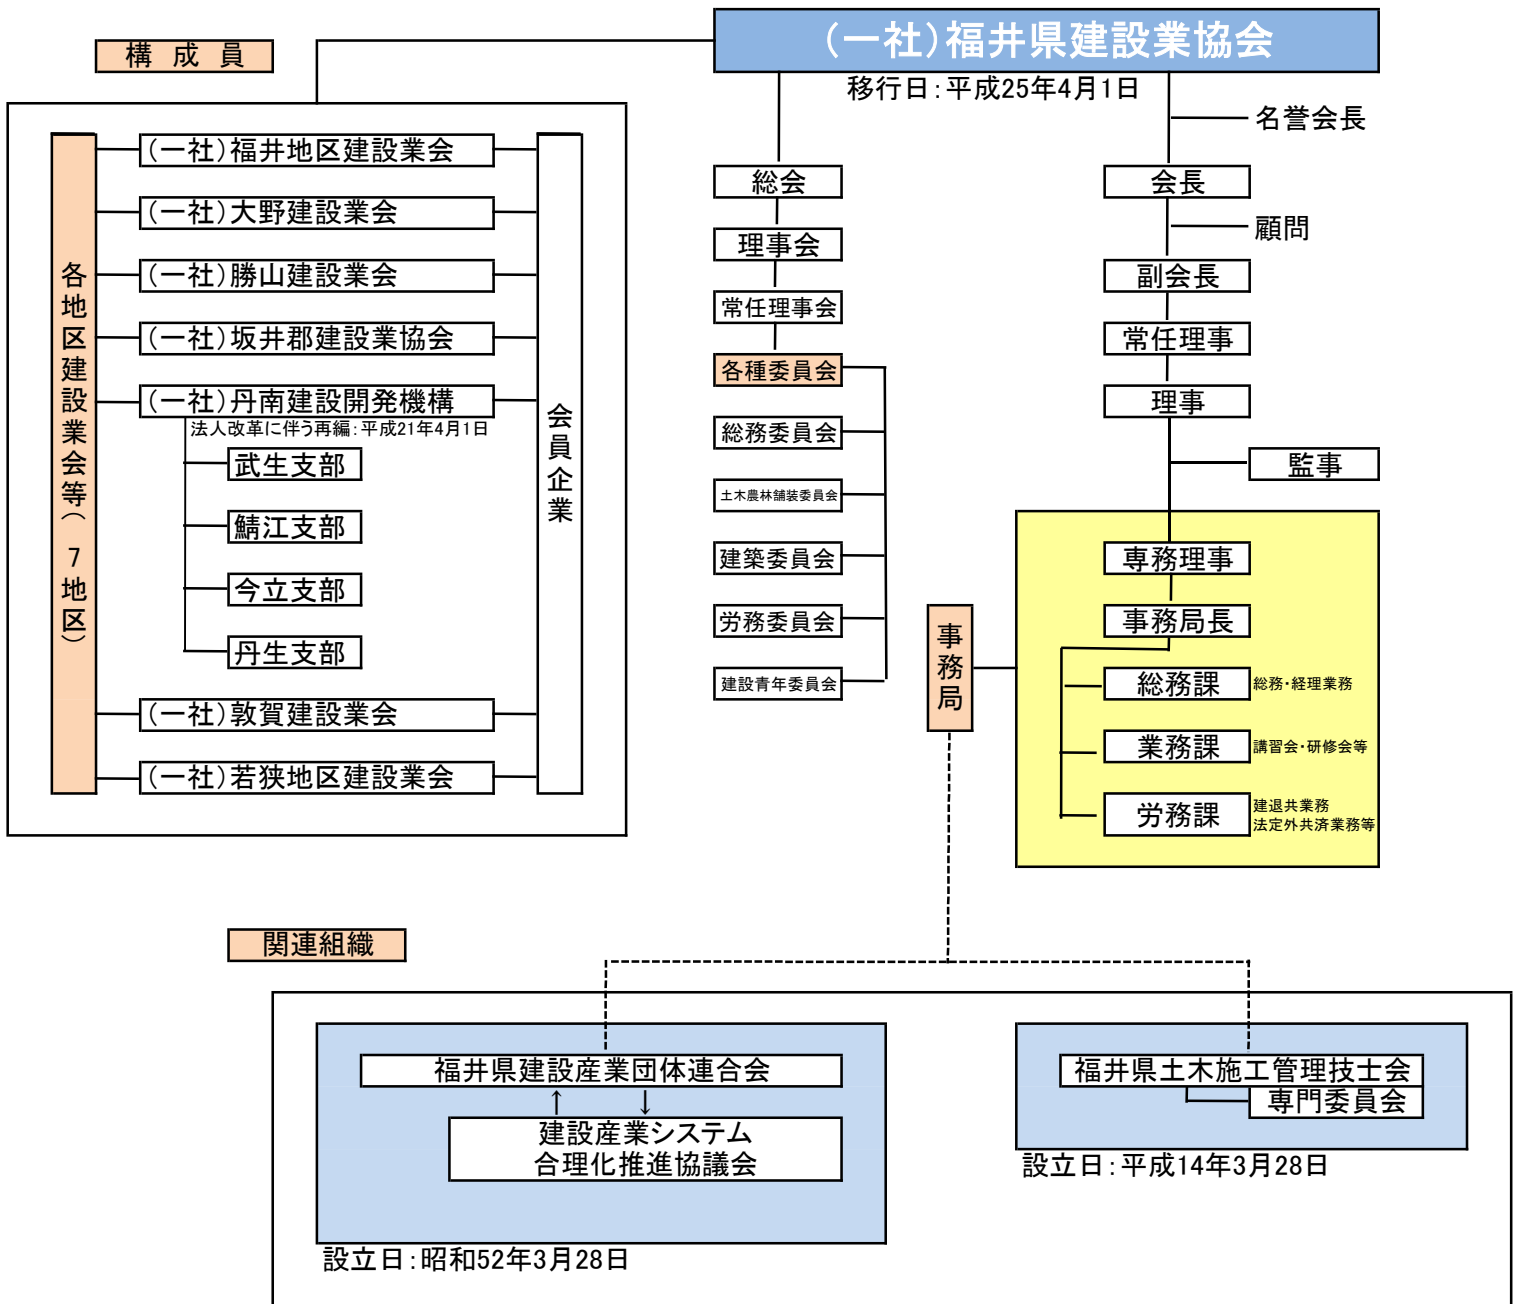 (一社)福井県建設業協会
移行日:平成25年4月1日
構成員
各地区建設業会等(7地区)
(一社)福井地区建設業会
(一社)大野建設業会
(一社)勝山建設業会
(一社)坂井郡建設業協会
(一社)丹南建設開発機構
法人改革に伴う再編:平成21年4月1日
武生支部
鯖江支部
今立支部
丹生支部
(一社)敦賀建設業会
(一社)若狭地区建設業会
会員企業
総会
理事会
常任理事会
各種委員会
総務委員会
土木農林舗装委員会
建築委員会
労務委員会
建設青年委員会
名誉会長
会長
顧問
副会長
常任理事
理事
監事
事務局
専務理事
事務局長
総務課
総務・経理業務
業務課
講習会・研修会等
労務課
建退共業務
法定外共済業務等
関連組織
福井県建設産業団体連合会
↑ ↓
建設産業システム
合理化推進協議会
設立日:昭和52年3月28日
福井県土木施工管理技士会
専門委員会
設立日:平成14年3月28日